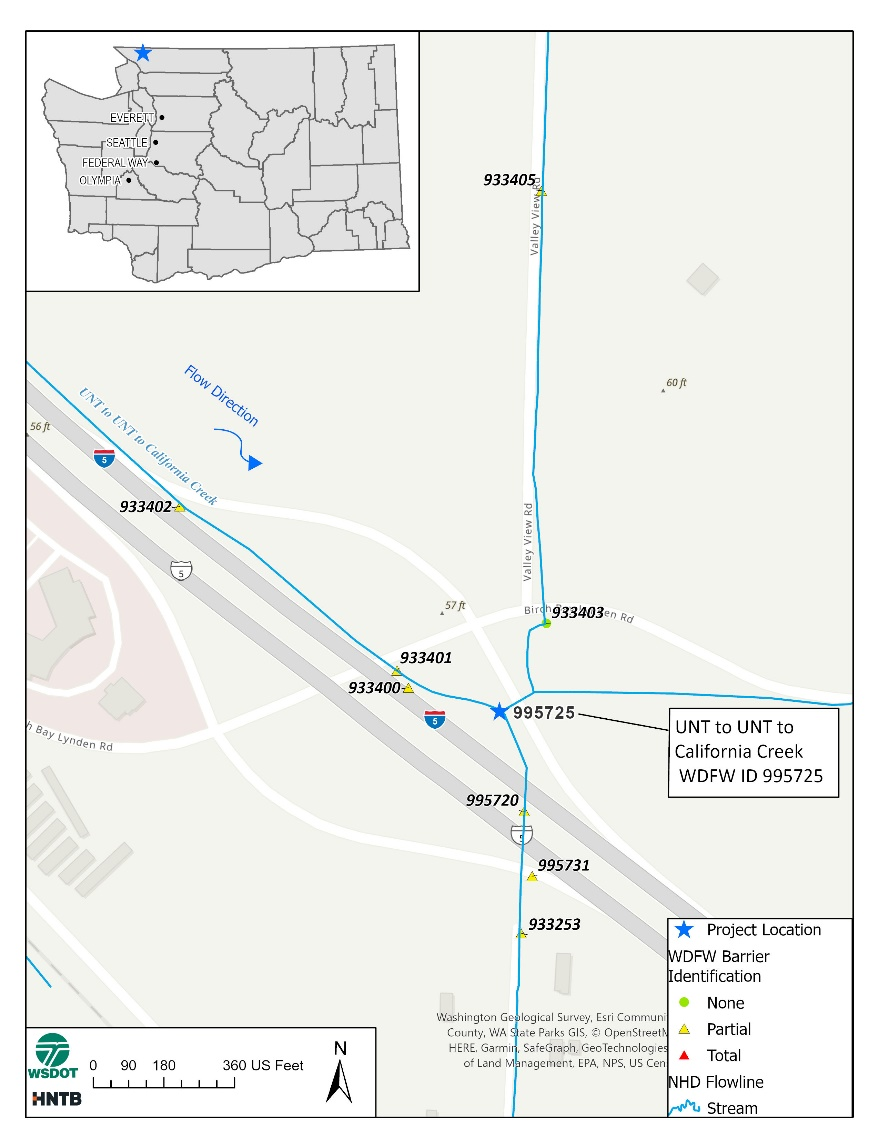 EVERETT
SEATTLE
FEDERAL WAY
OLYMPIA
933405
Valley View Rd
60 ft
Flow Direction
UNT to UNT to California Creek
56 ft
5
933402
5
Valley View Rd
57 ft
933403
Rd
933401
933400
5
995725
UNT to UNT to
California Creek
WDFW ID 995725
h Bay Lynden Rd
995720
5
995731
933253
Project Location
WDFW Barrier
Identification
None
Partial
Total
NHD Flowline
Stream
Washington Geological Survey, Esri Communi
County, WA State Parks GIS, © OpenStreetM
HERE, Garmin, SafeGraph, GeoTechnologies
of Land Management, EPA, NPS, US Cen
WSDOT
HNTB
0 90 180 360 US Feet
N